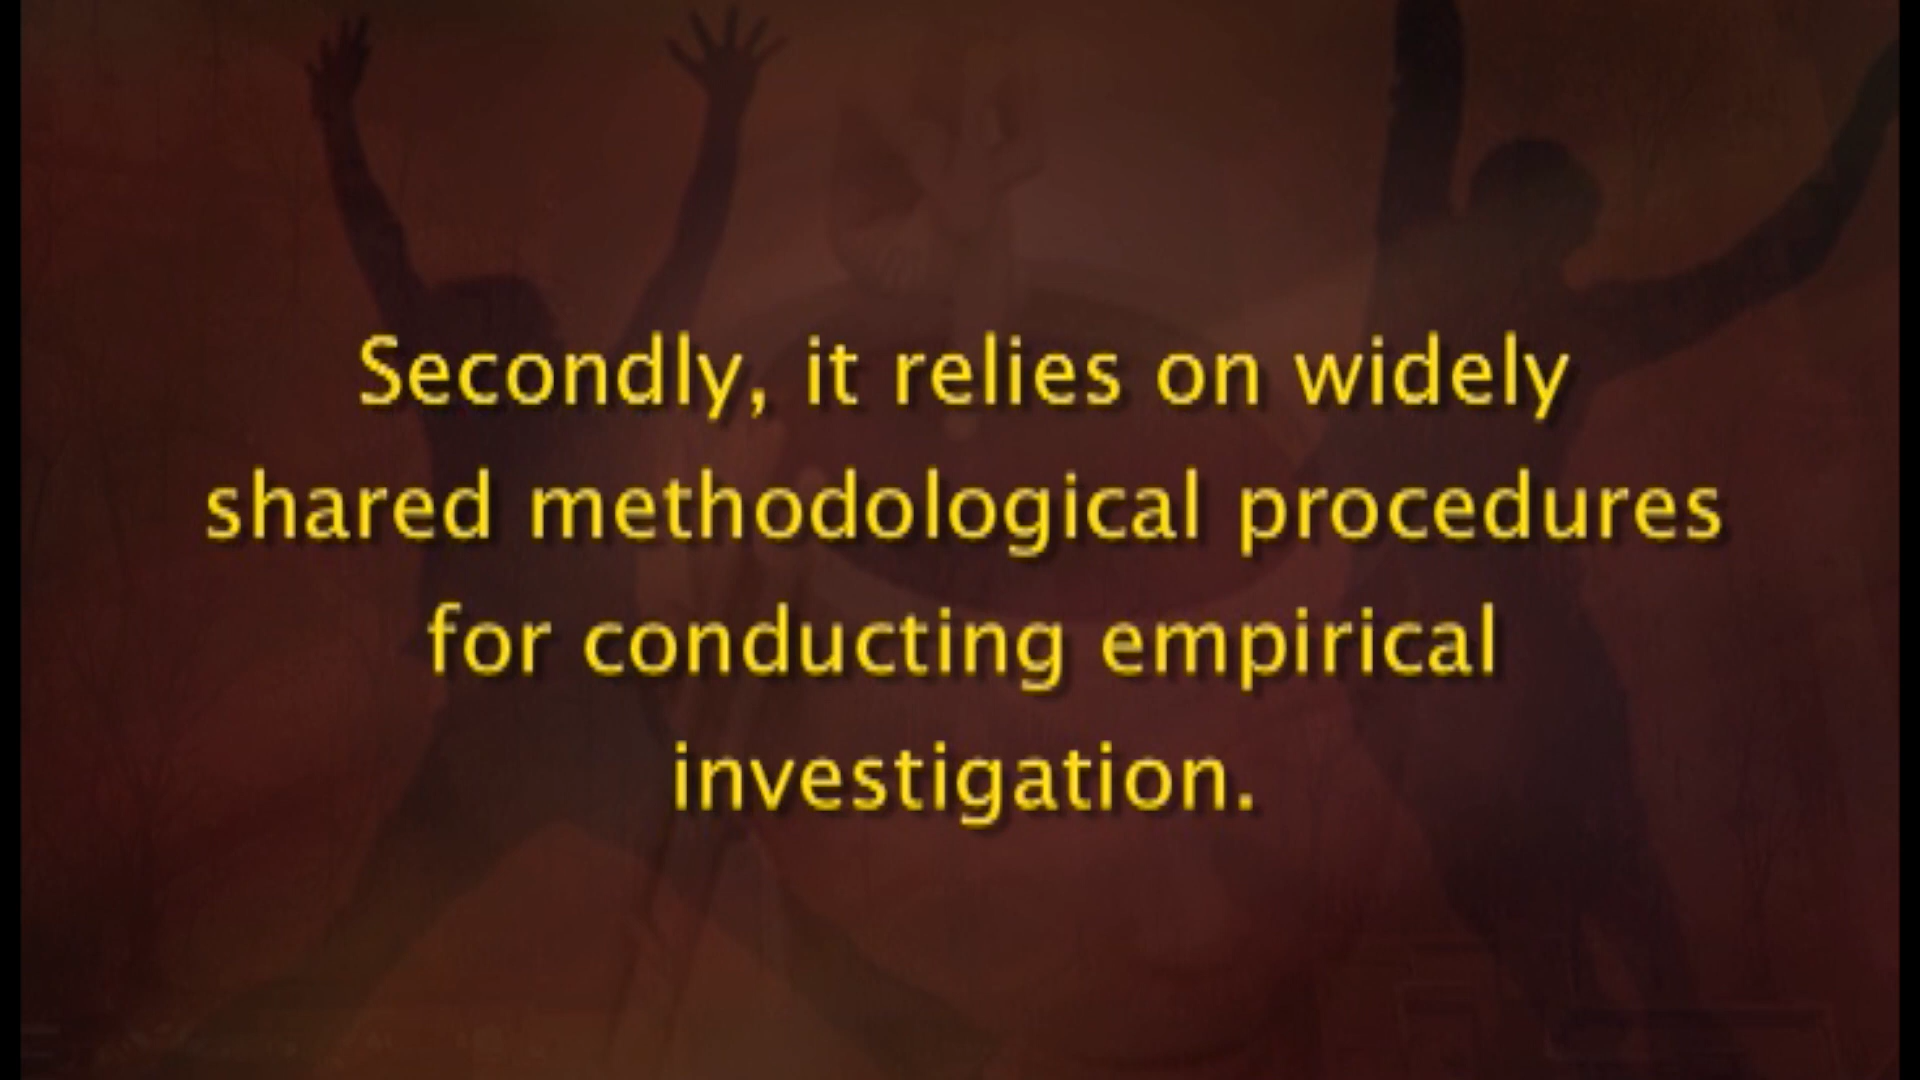 Secondly, it relies on widely
shared methodological procedures
for conducting empirical
investigation.